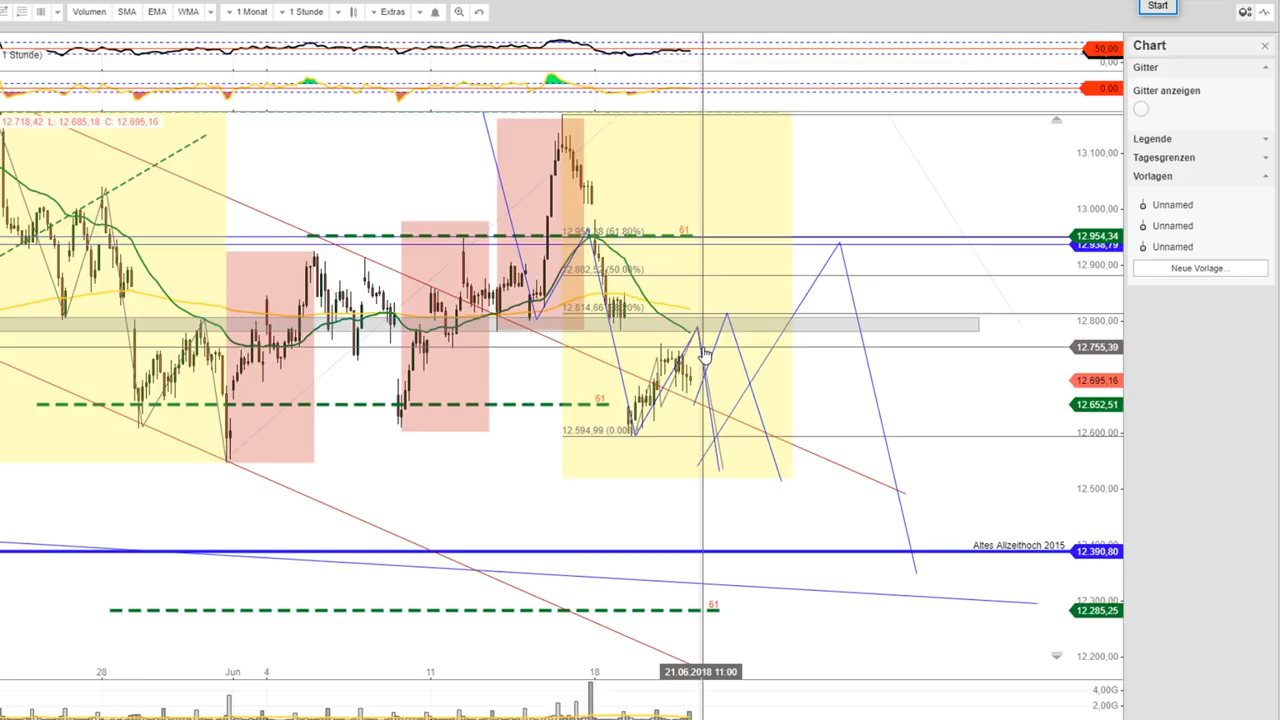 Start
Volumen SMA EMA WMA 1 Monat 1 Stunde Extras
Chart
1 Stunde)
50,00
0,00
Gitter
0.00
Gitter anzeigen
12.718,42 L: 12.685,18 C: 12.695,16
Legende
13.100,00
Tagesgrenzen
Vorlagen
Unnamed
13.000,00
Unnamed
61
12.954,34
12.938,79
Unnamed
12.900,00
12.882,52 (50.00%)
Neue Vorlage...
12.800,00
12.755,39
12.695,16
61
12.652,51
12.594,99 (0.00%)
12.600,00
12.500,00
Altes Allzeithoch 2015
12.390,80
12.300,00
61
12.285,25
12.200,00
28 Jun 4 11 18 21.06.2018 11:00
4,00G
2,00G